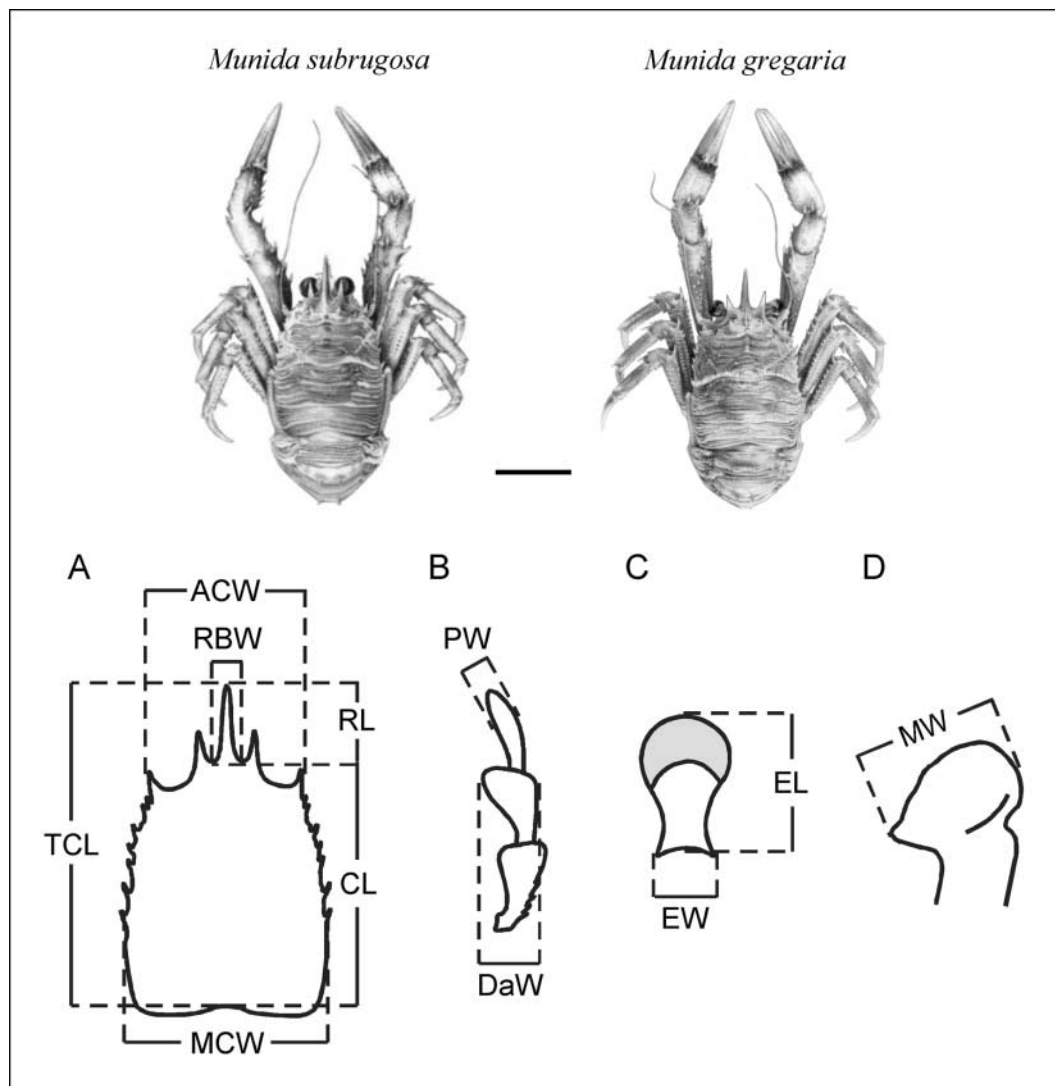 Munida subrugosa
Munida gregaria
A
B
C
D
ACW
RBW
RL
TCL
CL
MCW
PW
DaW
EL
EW
MW